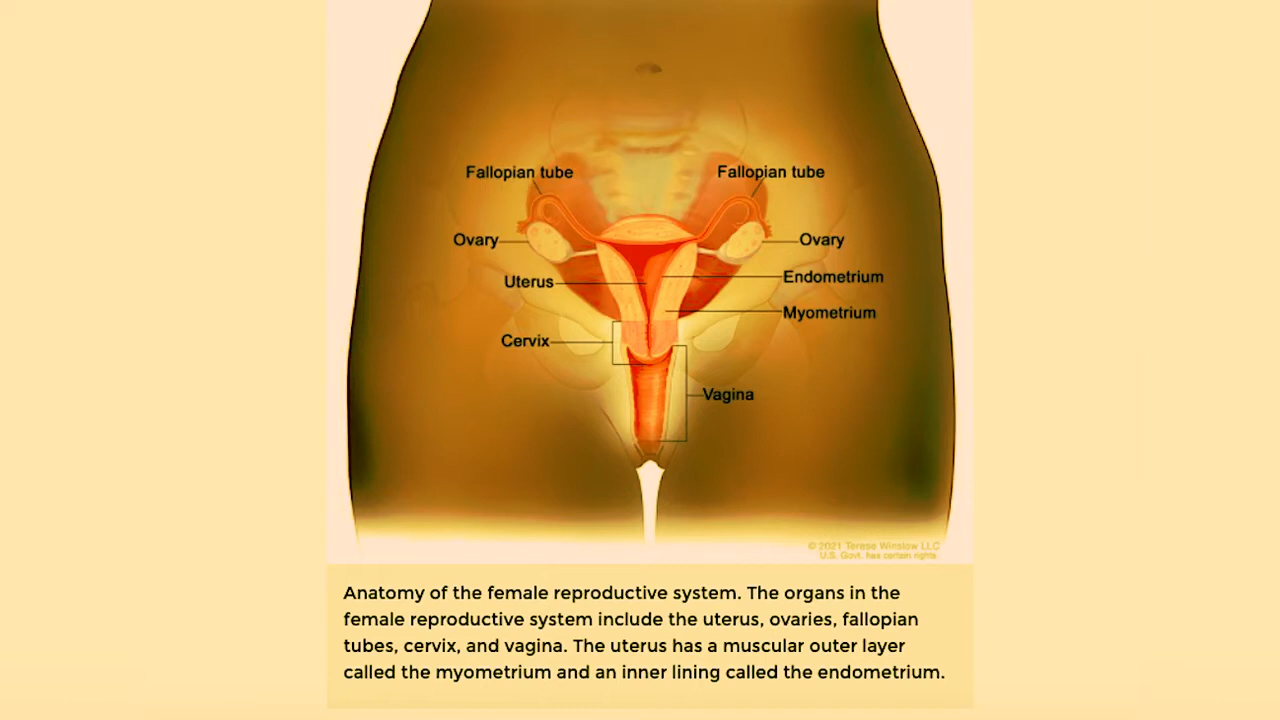 Fallopian tube
Fallopian tube
Ovary
Ovary
Uterus
Endometrium
Myometrium
Cervix
Vagina
© 2021 Terese Winslow LLC
U.S. Govt. has certain rights
Anatomy of the female reproductive system. The organs in the
female reproductive system include the uterus, ovaries, fallopian
tubes, cervix, and vagina. The uterus has a muscular outer layer
called the myometrium and an inner lining called the endometrium.